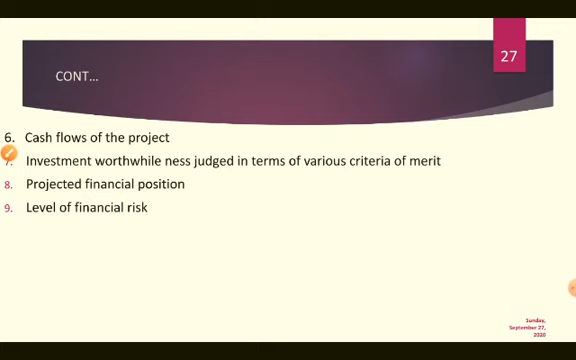 27
CONT...
6. Cash flows of the project
7. Investment worthwhile ness judged in terms of various criteria of merit
8. Projected financial position
9. Level of financial risk
Sunday,
September 27,
2020